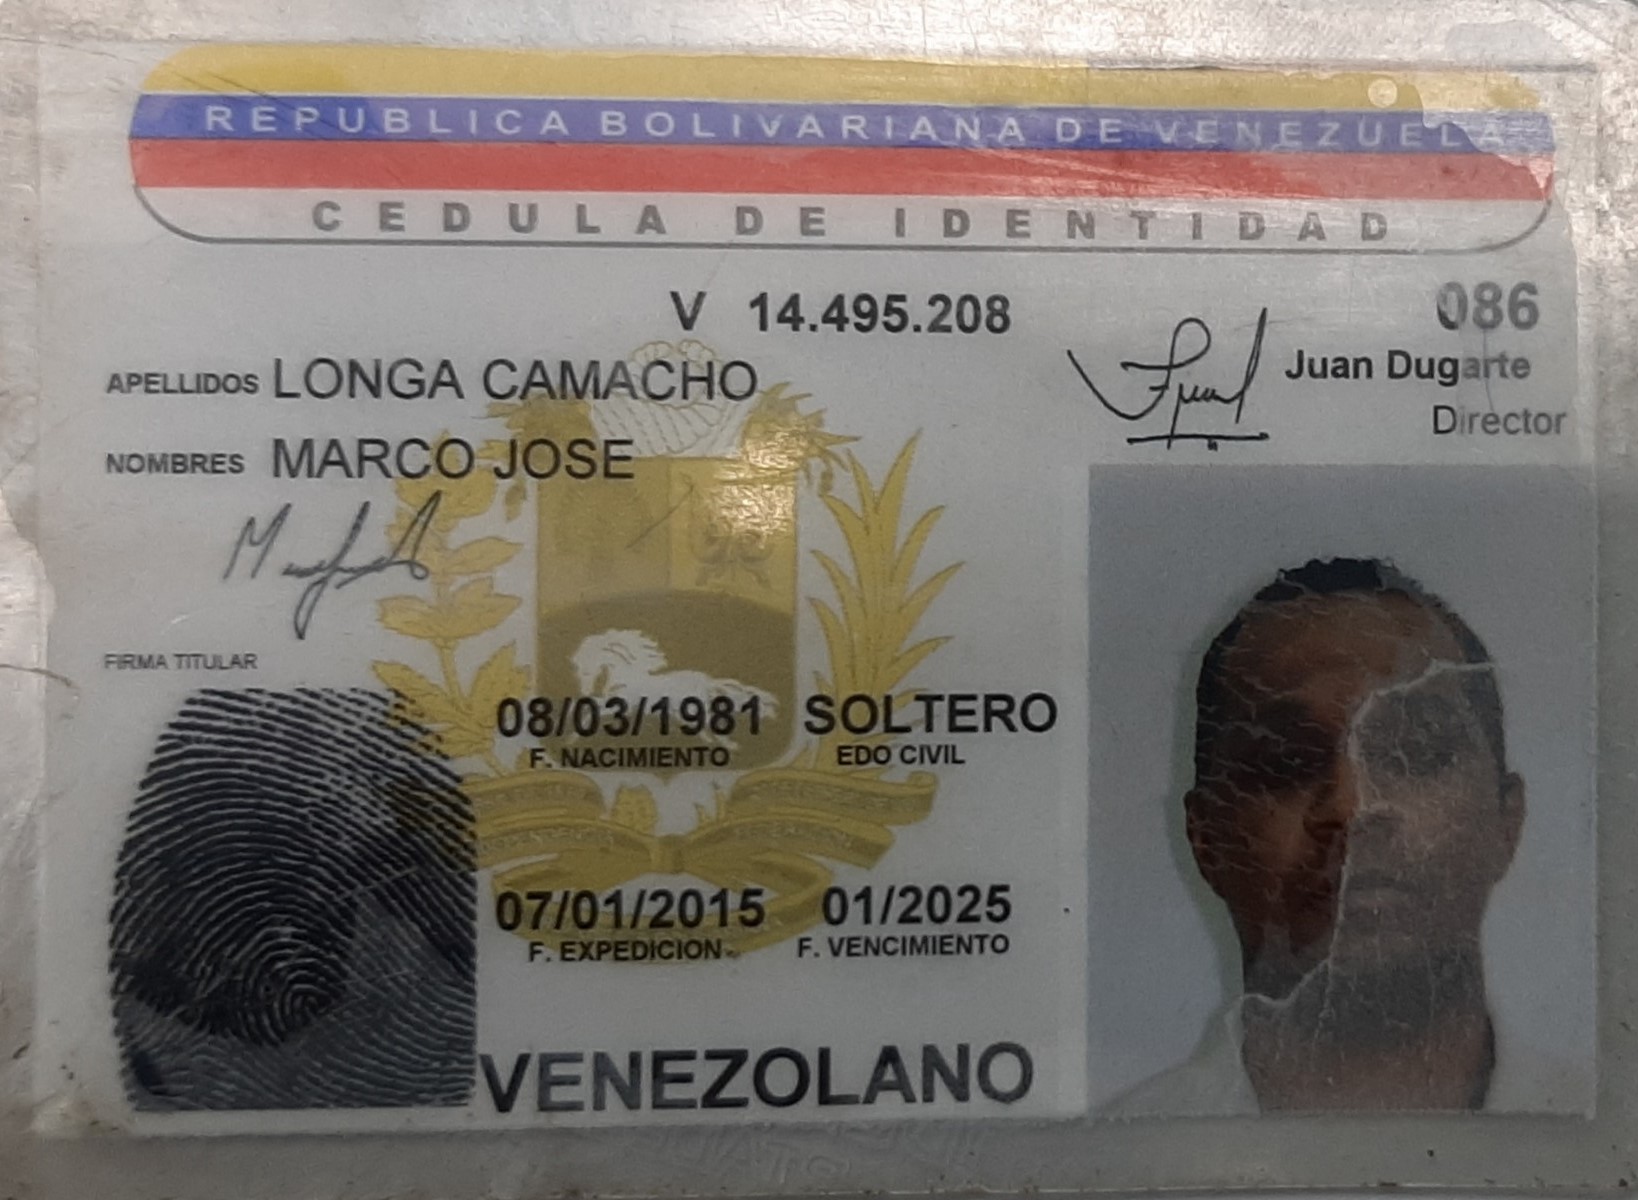 REPUBLICA BOLIVARIANA DE VENEZUELA
CEDULA DE IDENTIDAD
V 14.495.208
086
APELLIDOS LONGA CAMACHO
Juan Dugarte
Director
NOMBRES MARCO JOSE
FIRMA TITULAR
08/03/1981 SOLTERO
F. NACIMIENTO EDO CIVIL
07/01/2015 01/2025
F. EXPEDICION F. VENCIMIENTO
VENEZOLANO